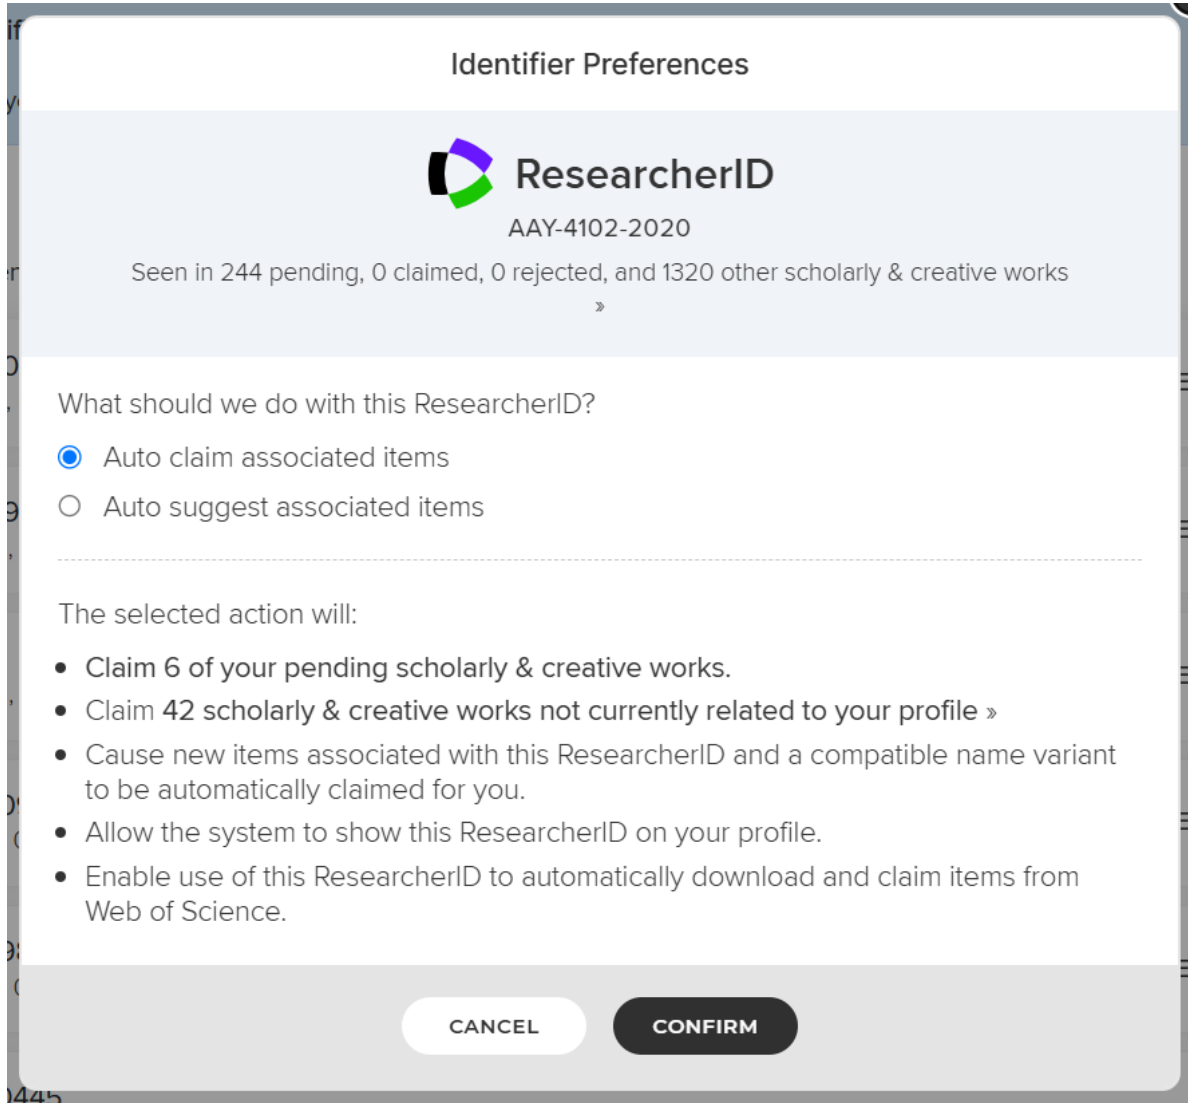 Identifier Preferences
ResearcherID
AAY-4102-2020
Seen in 244 pending, 0 claimed, 0 rejected, and 1320 other scholarly & creative works
»
What should we do with this ResearcherID?
Auto claim associated items
Auto suggest associated items
The selected action will:
• Claim 6 of your pending scholarly & creative works.
• Claim 42 scholarly & creative works not currently related to your profile »
• Cause new items associated with this ResearcherID and a compatible name variant
to be automatically claimed for you.
• Allow the system to show this ResearcherID on your profile.
• Enable use of this ResearcherID to automatically download and claim items from
Web of Science.
CANCEL
CONFIRM